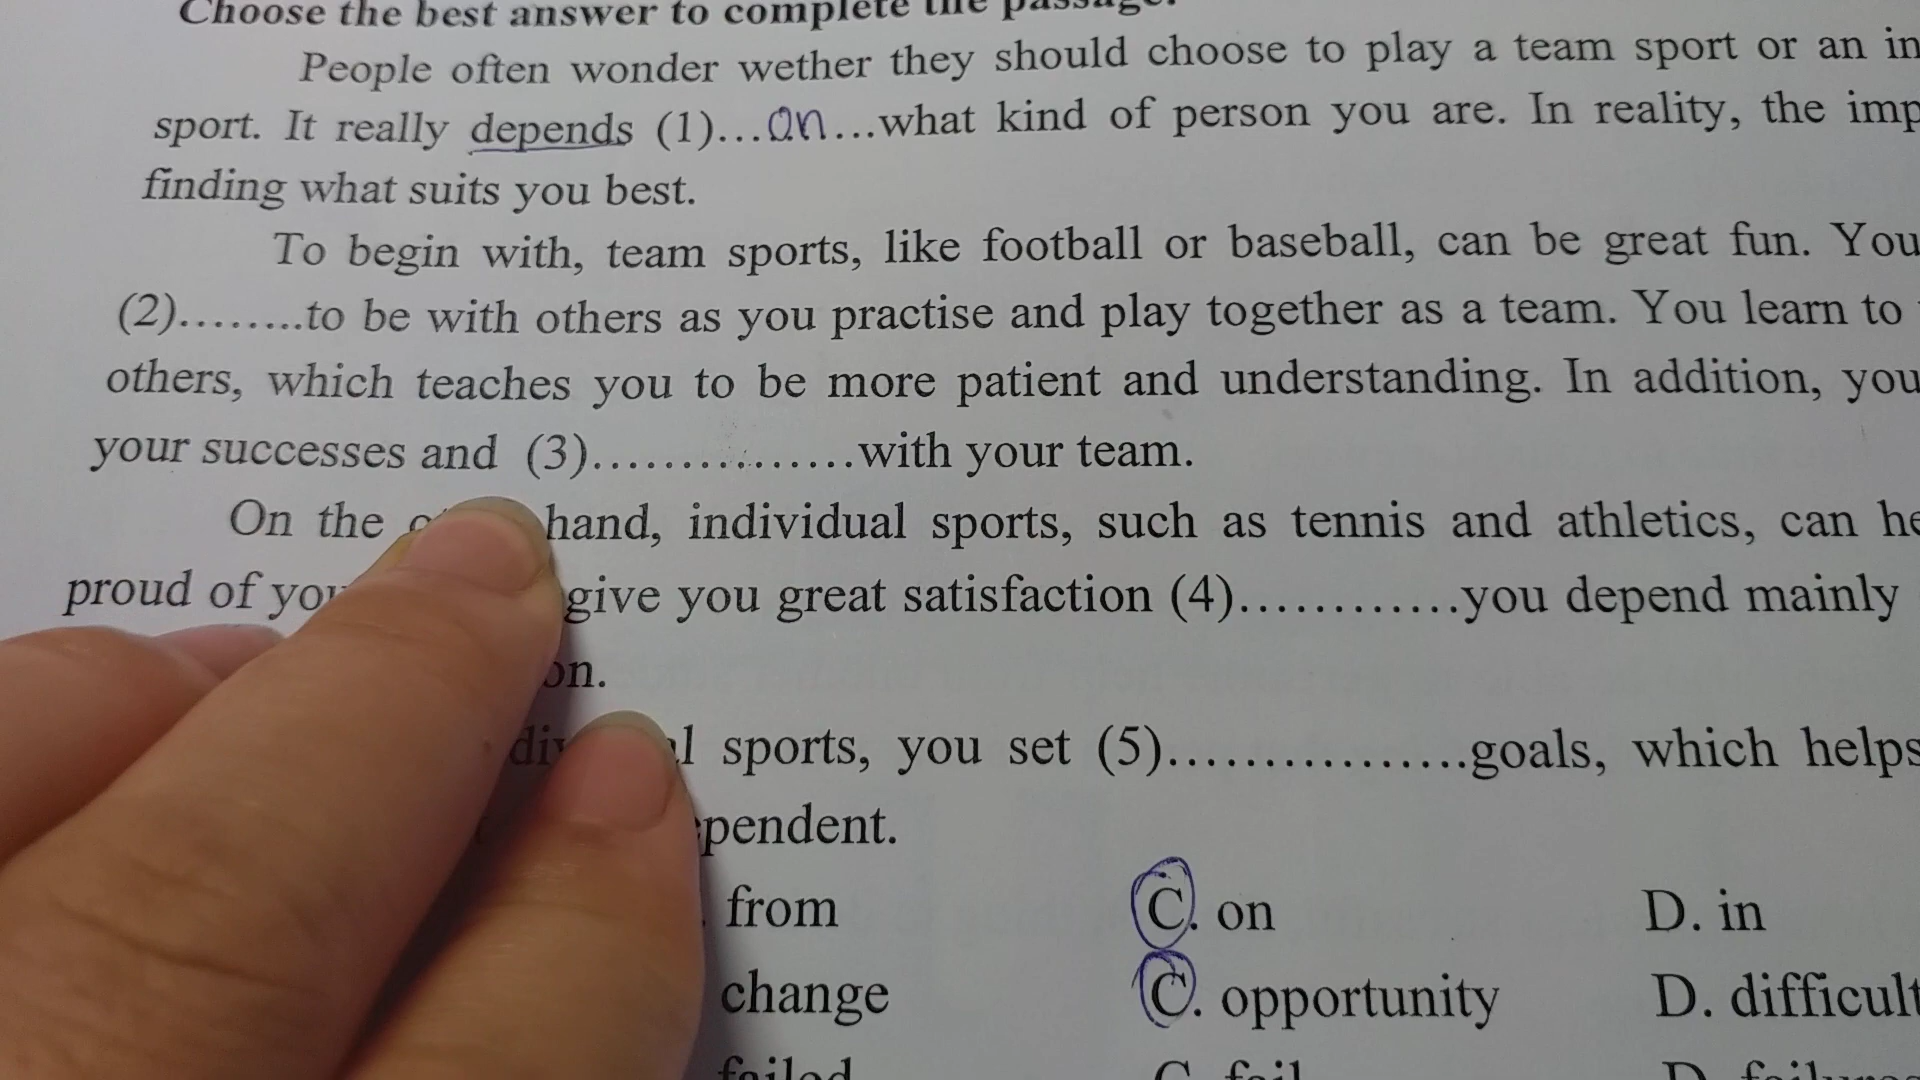 Choose the best answer to complete the passage.
People often wonder wether they should choose to play a team sport or an in
sport. It really depends (1)...on...what kind of person you are. In reality, the imp
finding what suits you best.
To begin with, team sports, like football or baseball, can be great fun. You
(2)........to be with others as you practise and play together as a team. You learn to
others, which teaches you to be more patient and understanding. In addition, you
your successes and (3)...............with your team.
On the hand, individual sports, such as tennis and athletics, can he
proud of you give you great satisfaction (4)............you depend mainly
on.
sports, you set (5)................goals, which helps
pendent.
from C. on D. in
change C. opportunity D. difficult
failed C. fail D. failures